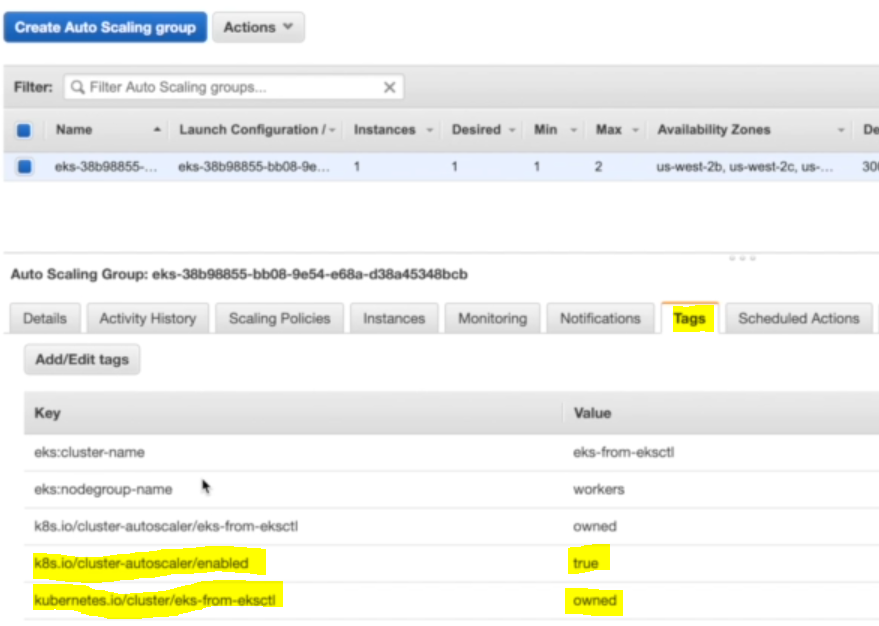 Create Auto Scaling group Actions
Filter: Filter Auto Scaling groups...
Name Launch Configuration / Instances Desired Min Max Availability Zones De
eks-38b98855-... eks-38b98855-bb08-9e... 1 1 1 2 us-west-2b, us-west-2c, us-... 300
Auto Scaling Group: eks-38b98855-bb08-9e54-e68a-d38a45348bcb
Details Activity History Scaling Policies Instances Monitoring Notifications Tags Scheduled Actions
Add/Edit tags
Key Value
eks:cluster-name eks-from-eksctl
eks:nodegroup-name workers
k8s.io/cluster-autoscaler/eks-from-eksctl owned
k8s.io/cluster-autoscaler/enabled true
kubernetes.io/cluster/eks-from-eksctl owned